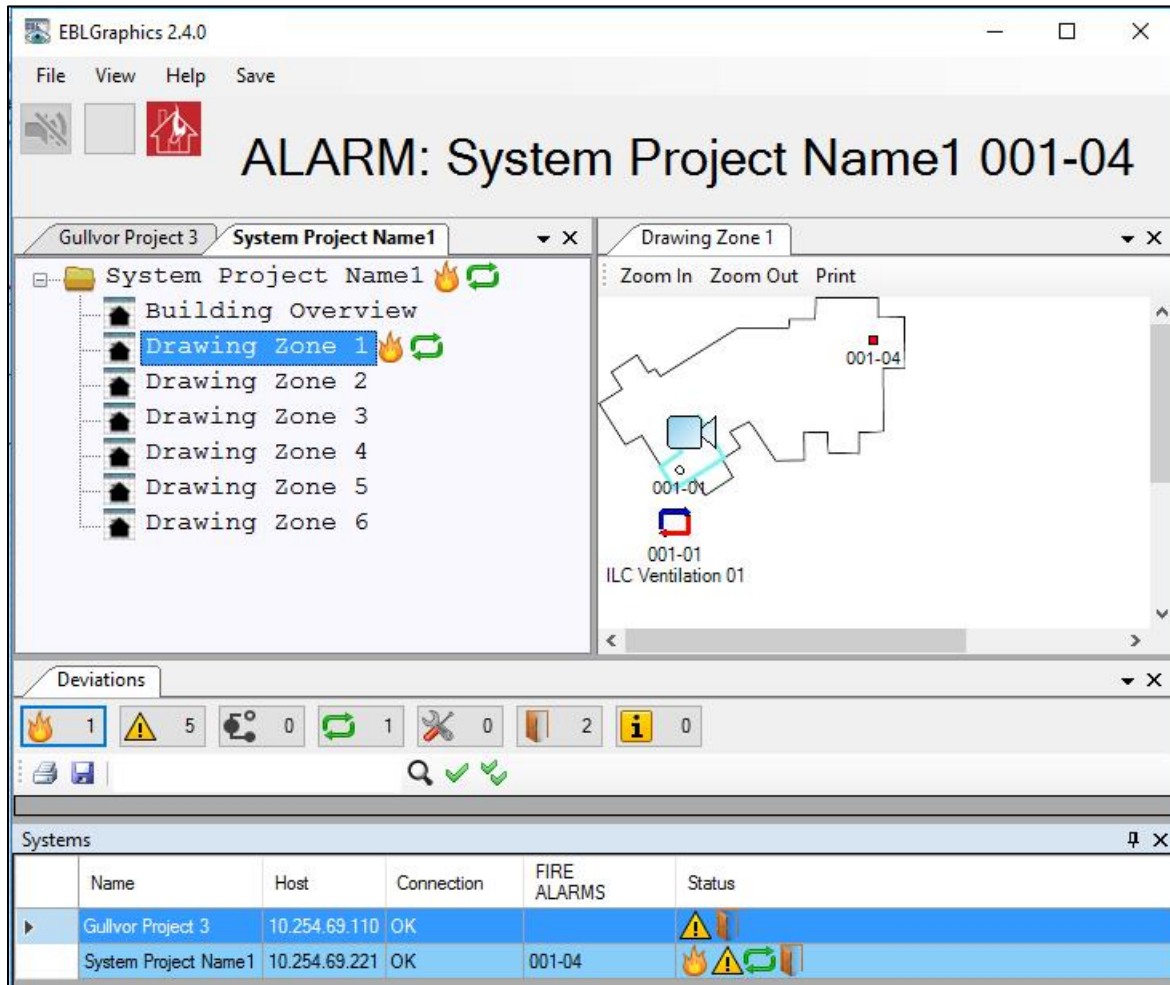 EBLGraphics 2.4.0
File View Help Save
ALARM: System Project Name1 001-04
Gullvor Project 3 System Project Name1
System Project Name1
Building Overview
Drawing Zone 1
Drawing Zone 2
Drawing Zone 3
Drawing Zone 4
Drawing Zone 5
Drawing Zone 6
Drawing Zone 1
Zoom In Zoom Out Print
001-04
001-01
001-01
ILC Ventilation 01
Deviations
1 5 0 1 0 2 0
Systems
Name Host Connection FIRE ALARMS Status
Gullvor Project 3 10.254.69.110 OK
System Project Name1 10.254.69.221 OK 001-04